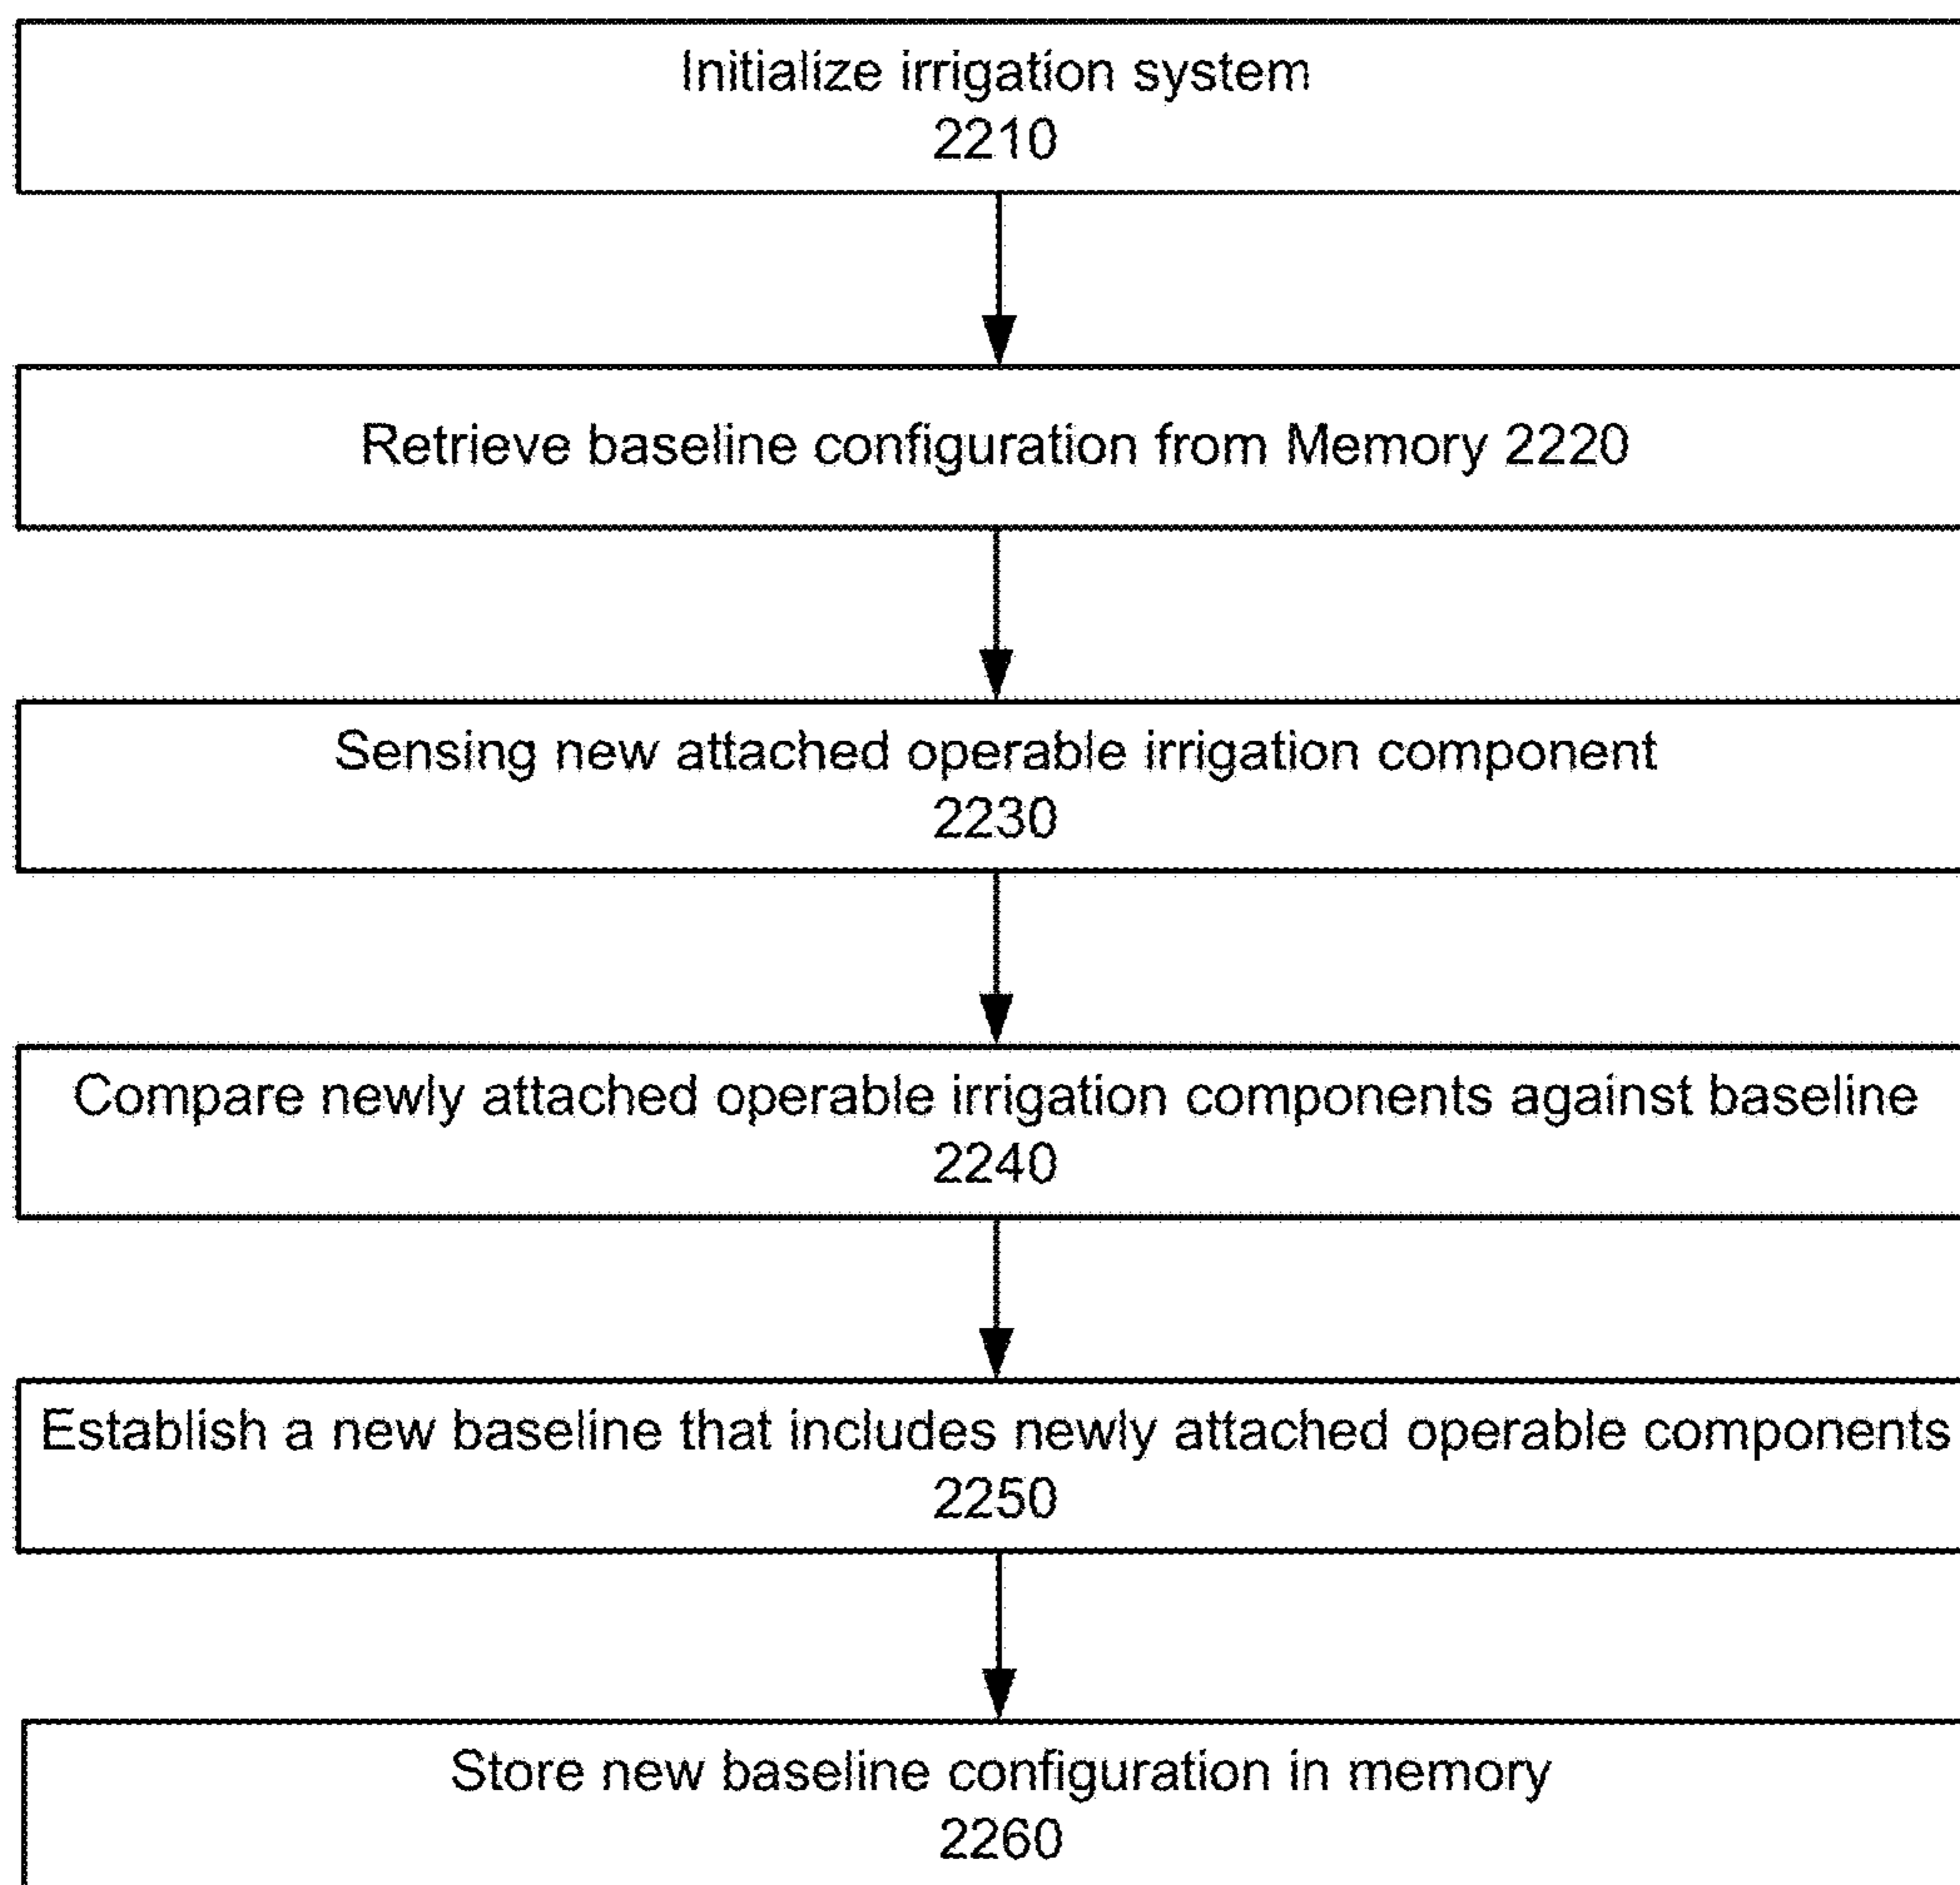 Initialize irrigation system
2210
Retrieve baseline configuration from Memory 2220
Sensing new attached operable irrigation component
2230
Compare newly attached operable irrigation components against baseline
2240
Establish a new baseline that includes newly attached operable components
2250
Store new baseline configuration in memory
2260